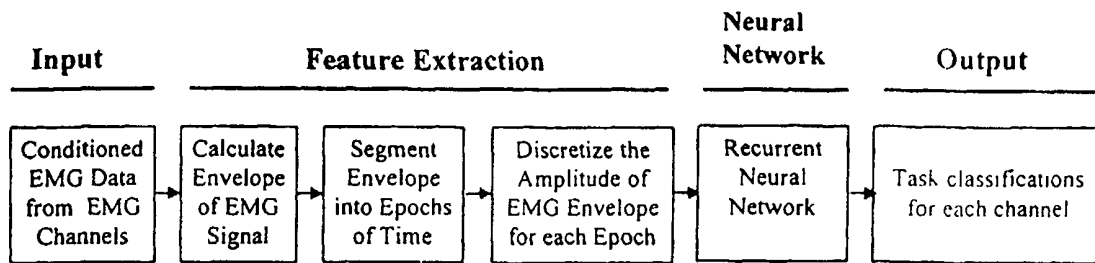 Input
Feature Extraction
Neural
Network
Output
Conditioned
EMG Data
from EMG
Channels
Calculate
Envelope
of EMG
Signal
Segment
Envelope
into Epochs
of Time
Discretize the
Amplitude of
EMG Envelope
for each Epoch
Recurrent
Neural
Network
Task classifications
for each channel